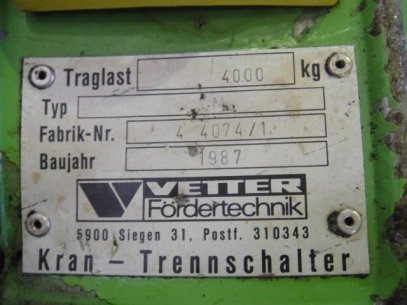 Traglast 4000 kg
Typ
Fabrik-Nr. 4 4074/1
Baujahr 1987
VETTER
Fördertechnik
5900 Siegen 31, Postf. 310343
Kran - Trennschalter